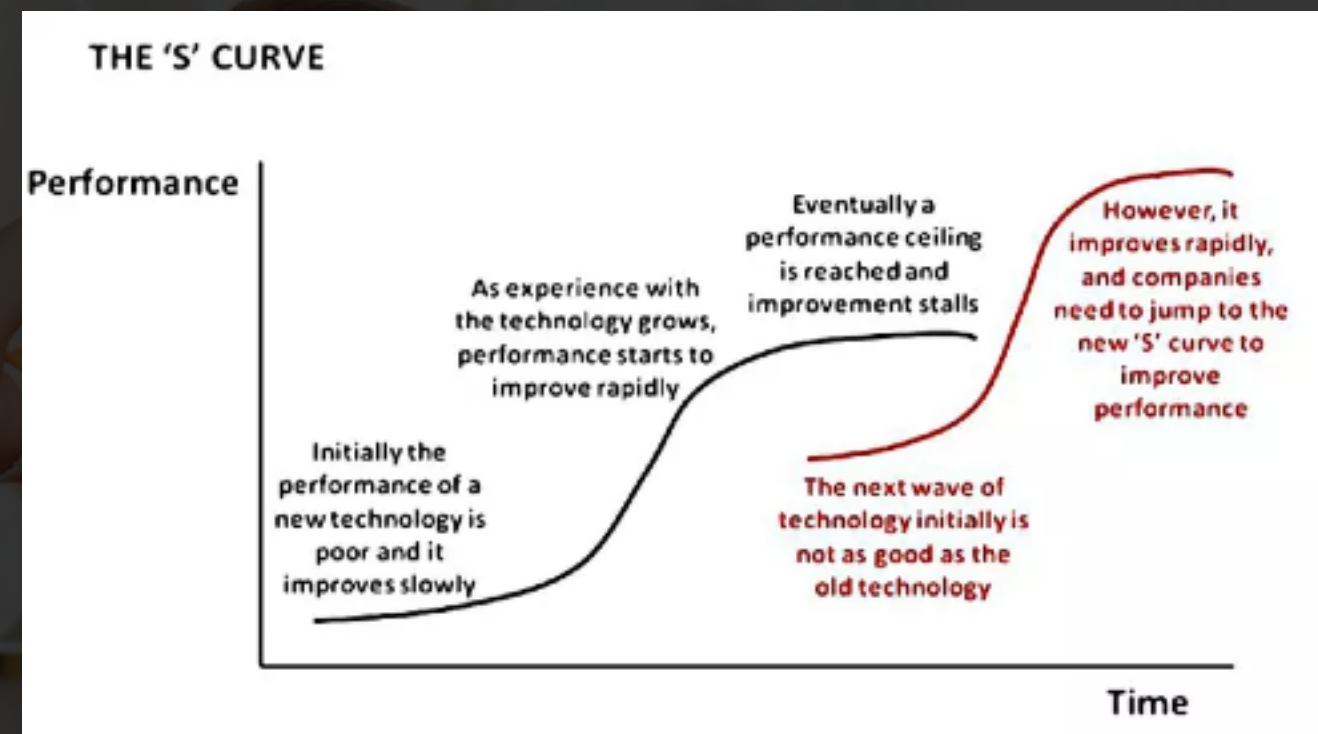 THE ‘S’ CURVE
Performance
Initially the
performance of a
new technology is
poor and it
improves slowly
As experience with
the technology grows,
performance starts to
improve rapidly
Eventually a
performance ceiling
is reached and
improvement stalls
The next wave of
technology initially is
not as good as the
old technology
However, it
improves rapidly,
and companies
need to jump to the
new ‘S’ curve to
improve
performance
Time